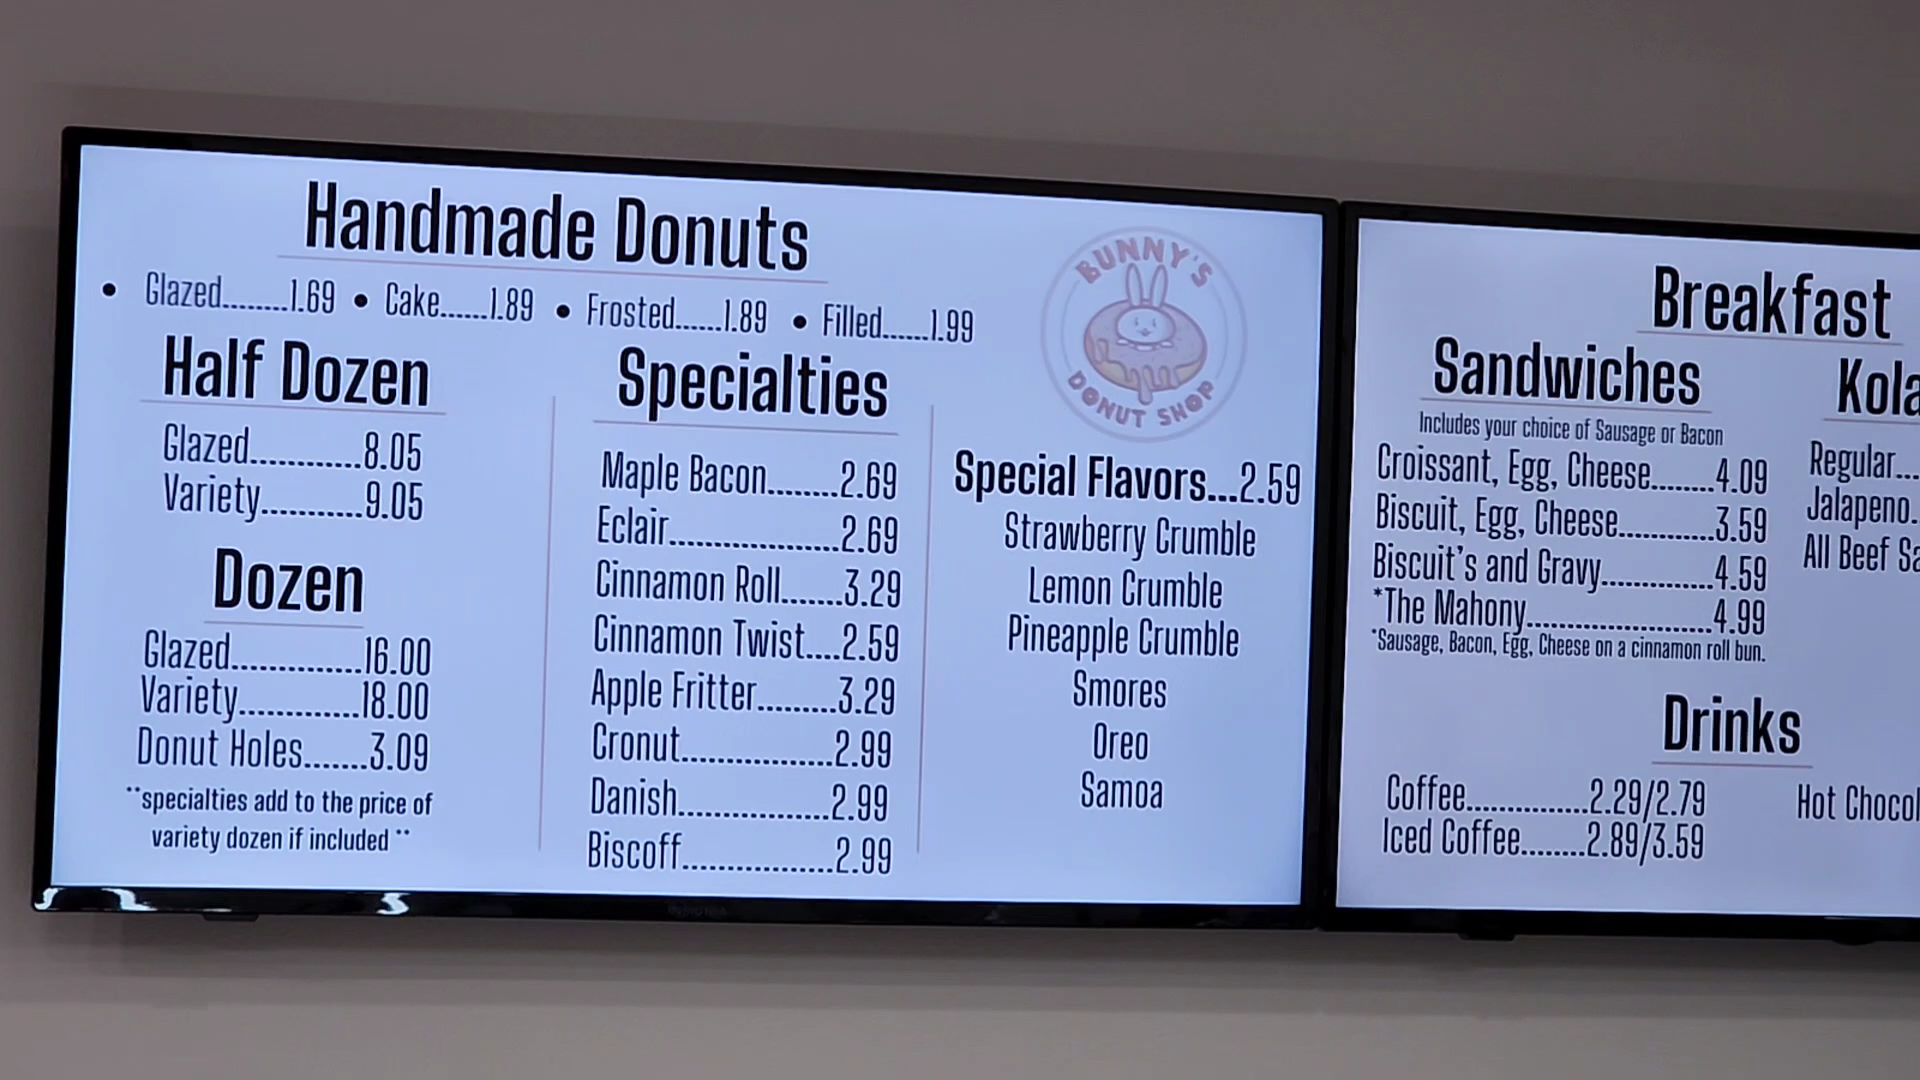 Handmade Donuts
• Glazed........1.69 • Cake......1.89 • Frosted......1.89 • Filled......1.99
BUNNY'S
DONUT SHOP
Half Dozen
Glazed............8.05
Variety............9.05
Dozen
Glazed..............16.00
Variety.............18.00
Donut Holes.......3.09
**specialties add to the price of
variety dozen if included **
Specialties
Maple Bacon........2.69
Eclair...................2.69
Cinnamon Roll.......3.29
Cinnamon Twist....2.59
Apple Fritter.........3.29
Cronut.................2.99
Danish.................2.99
Biscoff.................2.99
Special Flavors...2.59
Strawberry Crumble
Lemon Crumble
Pineapple Crumble
Smores
Oreo
Samoa
Breakfast
Sandwiches
Includes your choice of Sausage or Bacon
Croissant, Egg, Cheese........4.09
Biscuit, Egg, Cheese............3.59
Biscuit's and Gravy..............4.59
*The Mahony.......................4.99
*Sausage, Bacon, Egg, Cheese on a cinnamon roll bun.
Kola
Regular...
Jalapeno.
All Beef Sa
Drinks
Coffee...............2.29/2.79
Iced Coffee........2.89/3.59
Hot Chocol